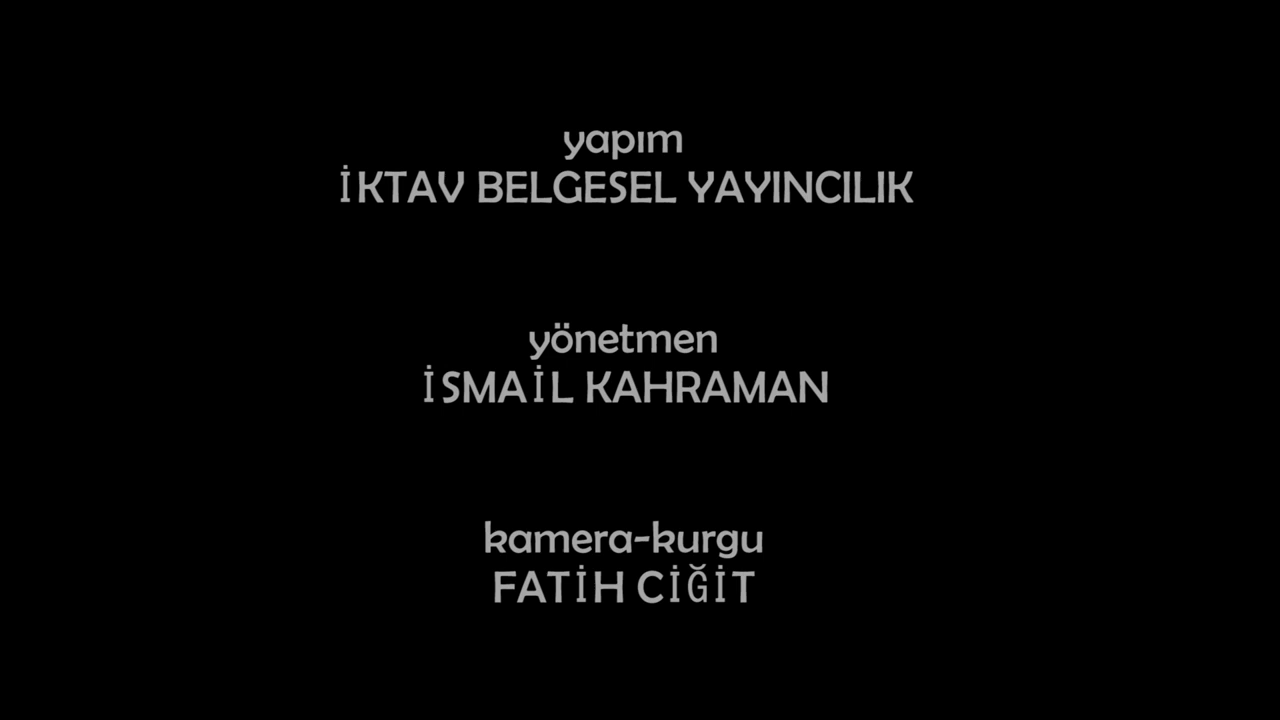 yapım
İKTAV BELGESEL YAYINCILIK
yönetmen
İSMAİL KAHRAMAN
kamera-kurgu
FATİH CİĞİT